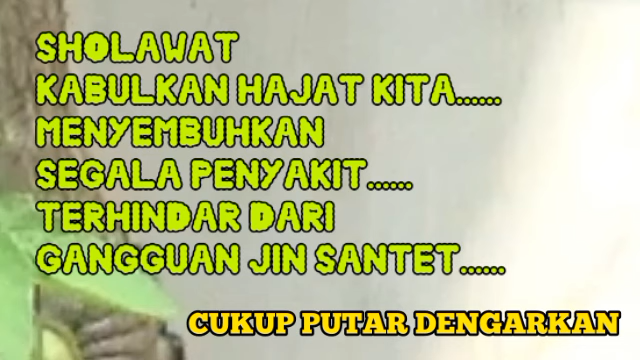 SHOLAWAT
KABULKAN HAJAT KITA......
MENYEMBUHKAN
SEGALA PENYAKIT......
TERHINDAR DARI
GANGGUAN JIN SANTET......
CUKUP PUTAR DENGARKAN